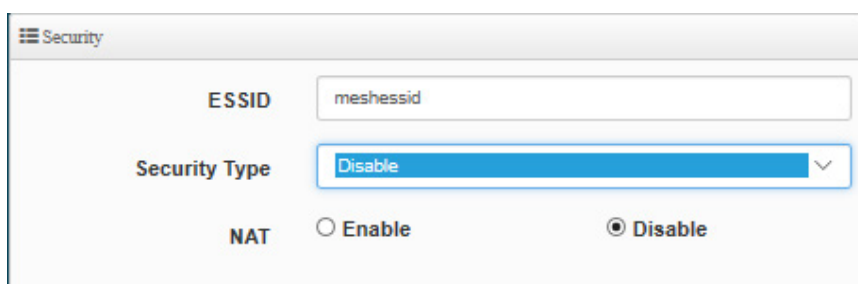 Security
ESSID meshessid
Security Type Disable
NAT Enable Disable